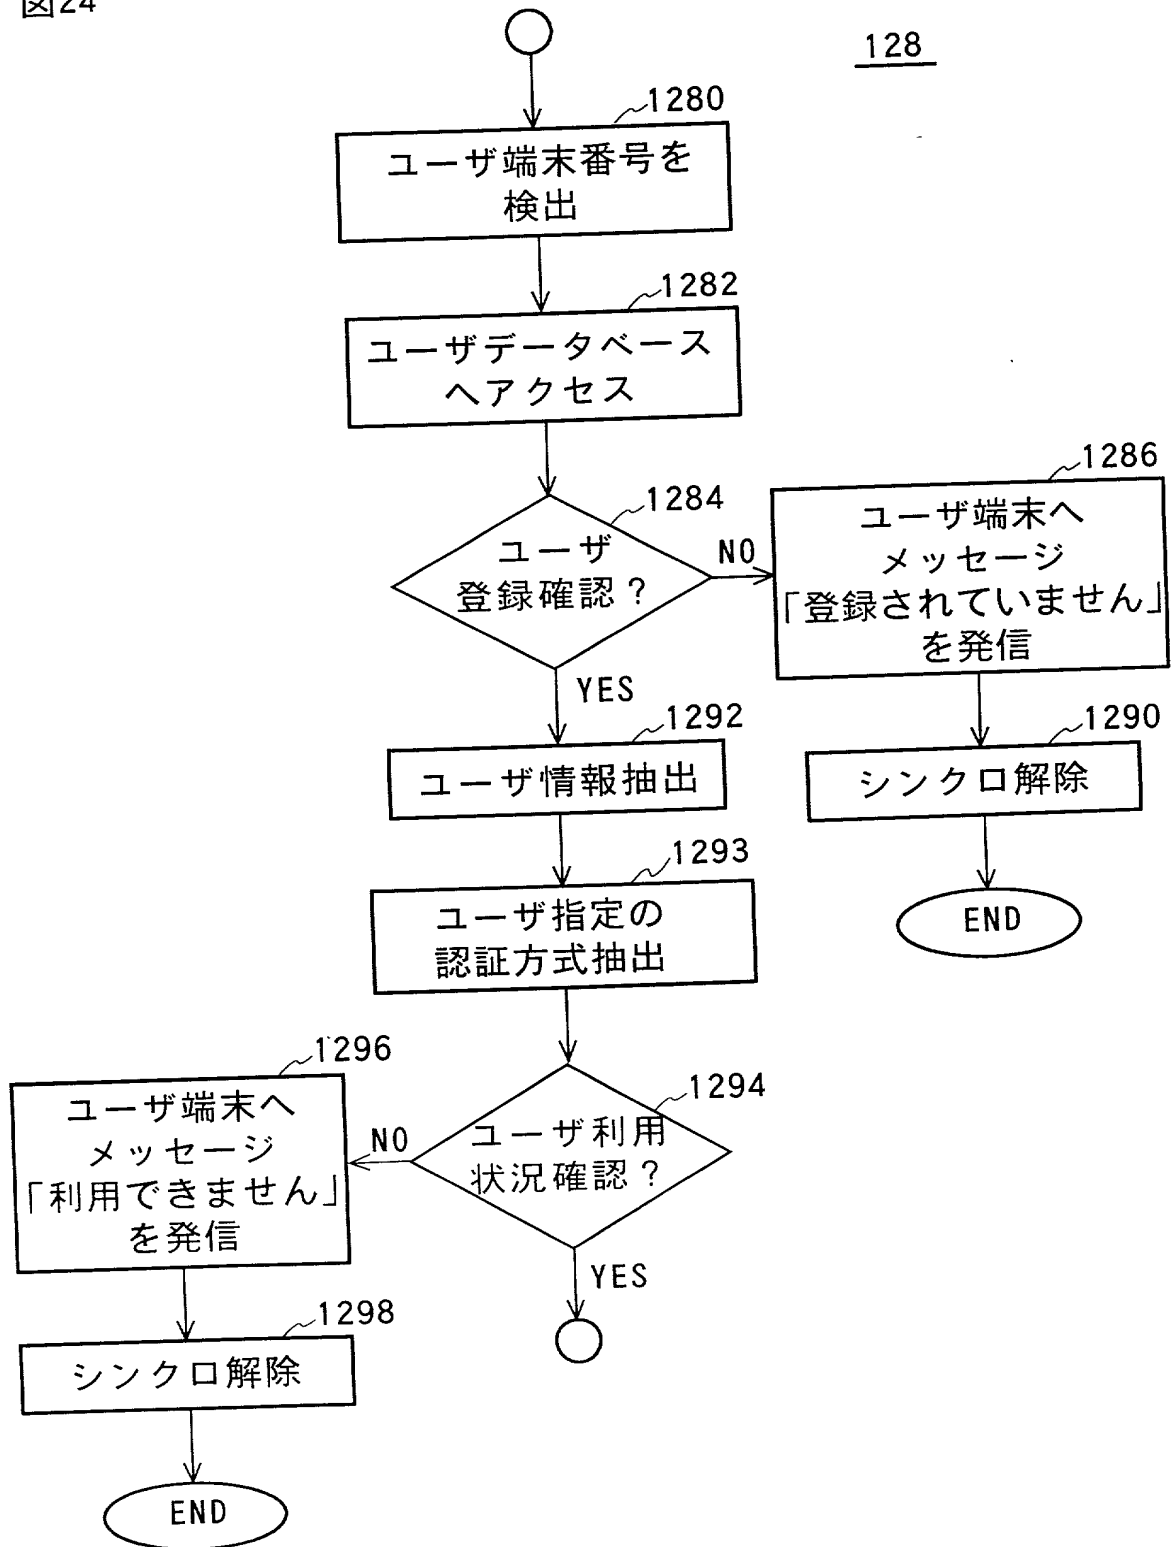 図24
128
1280
ユーザ端末番号を
検出
1282
ユーザデータベース
へアクセス
1284
ユーザ
登録確認？
NO
1286
ユーザ端末へ
メッセージ
「登録されていません」
を発信
YES
1290
シンクロ解除
END
1292
ユーザ情報抽出
1293
ユーザ指定の
認証方式抽出
1294
ユーザ利用
状況確認？
NO
1296
ユーザ端末へ
メッセージ
「利用できません」
を発信
YES
1298
シンクロ解除
END